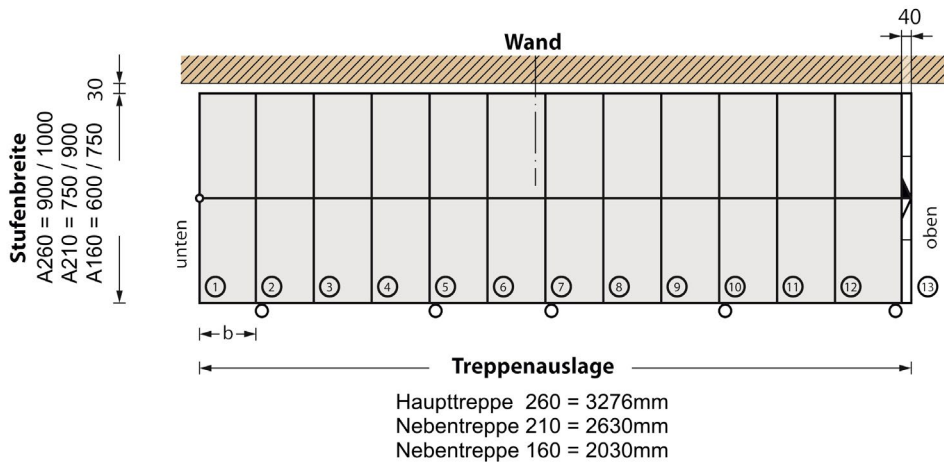 40
Wand
30
Stufenbreite
A260 = 900 / 1000
A210 = 750 / 900
A160 = 600 / 750
unten
oben
1 2 3 4 5 6 7 8 9 10 11 12 13
b
Treppenauslage
Haupttreppe 260 = 3276mm
Nebentreppe 210 = 2630mm
Nebentreppe 160 = 2030mm